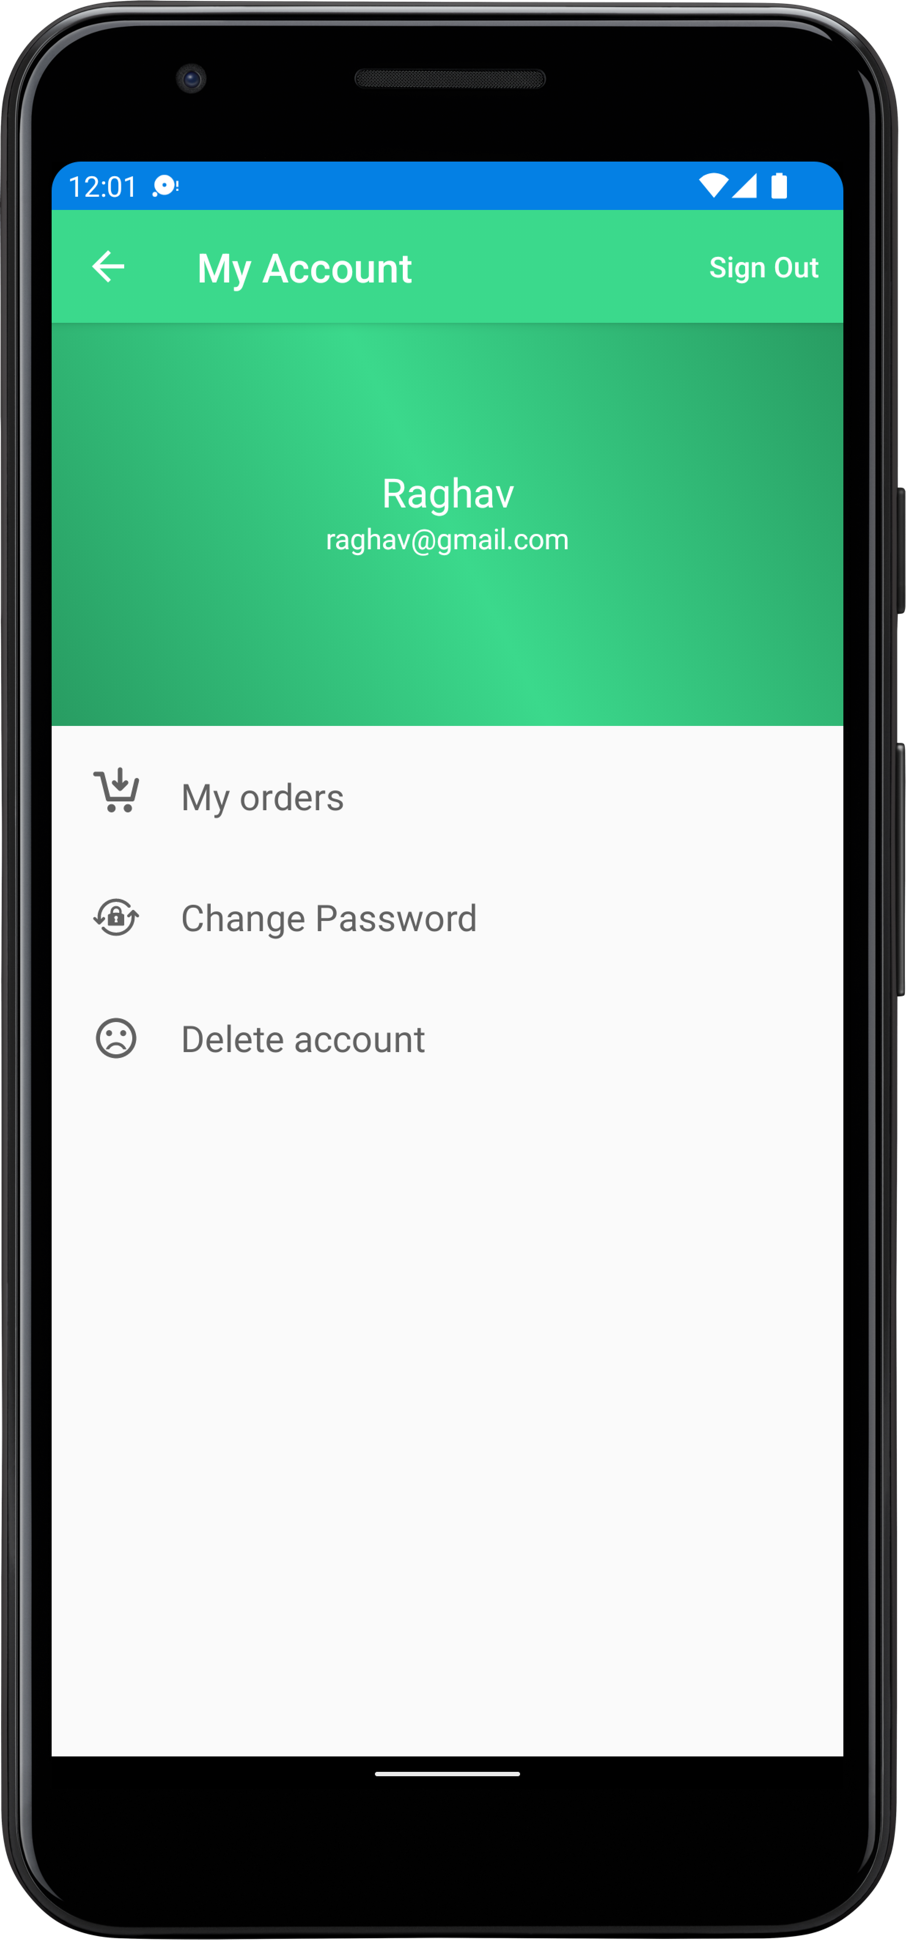 12:01
My Account
Sign Out
Raghav
raghav@gmail.com
My orders
Change Password
Delete account